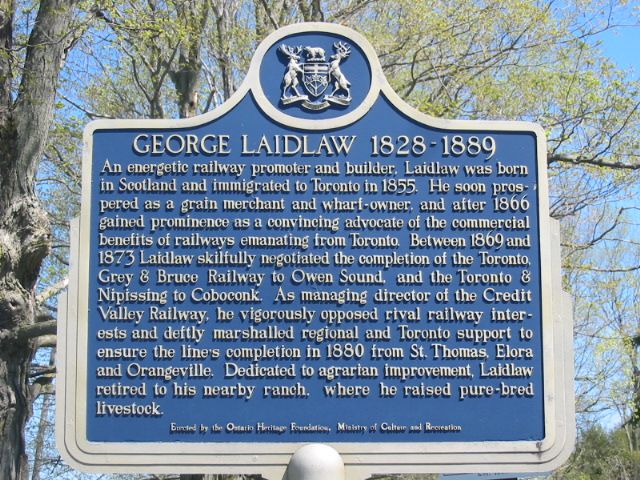 GEORGE LAIDLAW 1828-1889
An energetic railway promoter and builder, Laidlaw was born
in Scotland and immigrated to Toronto in 1855. He soon pros-
pered as a grain merchant and wharf-owner, and after 1866
gained prominence as a convincing advocate of the commercial
benefits of railways emanating from Toronto. Between 1869 and
1873 Laidlaw skilfully negotiated the completion of the Toronto,
Grey & Bruce Railway to Owen Sound, and the Toronto &
Nipissing to Coboconk. As managing director of the Credit
Valley Railway, he vigorously opposed rival railway inter-
ests and deftly marshalled regional and Toronto support to
ensure the line's completion in 1880 from St. Thomas, Elora
and Orangeville. Dedicated to agrarian improvement, Laidlaw
retired to his nearby ranch, where he raised pure-bred
livestock.
Erected by the Ontario Heritage Foundation, Ministry of Culture and Recreation